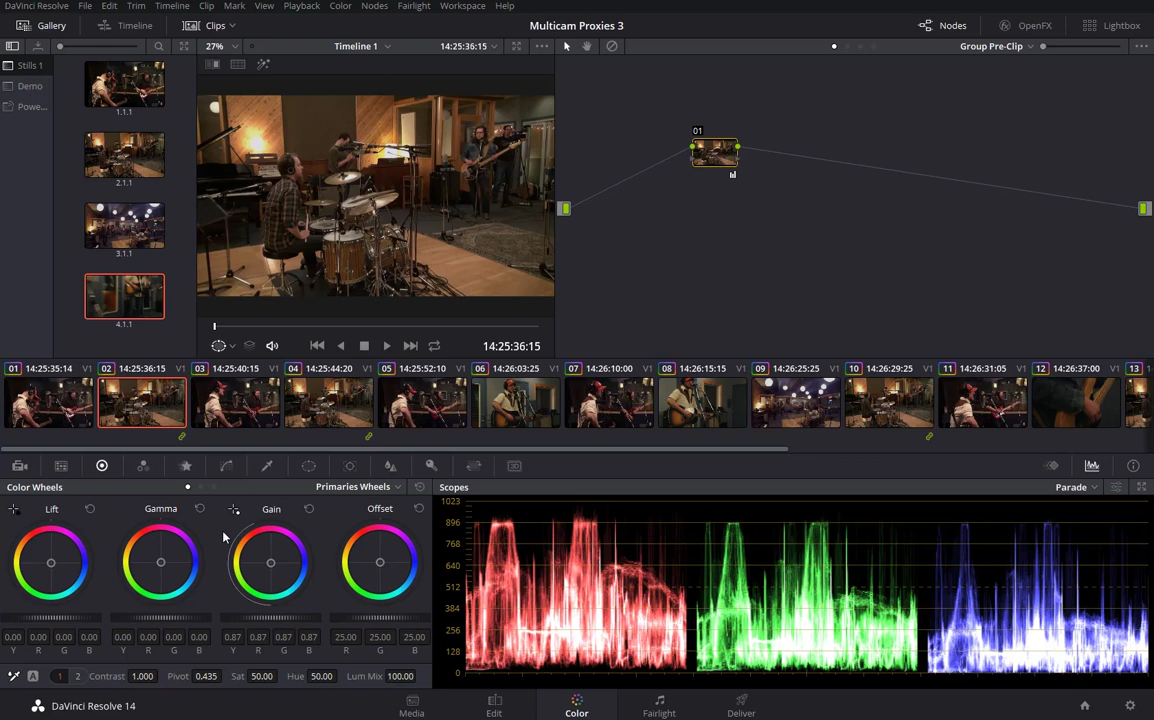 DaVinci Resolve File Edit Trim Timeline Clip Mark View Playback Color Nodes Fairlight Workspace Help
Gallery Timeline Clips Multicam Proxies 3 Nodes OpenFX Lightbox
27% Timeline 1 14:25:36:15 Group Pre-Clip
Stills 1
Demo
Powe...
1.1.1
2.1.1
3.1.1
4.1.1
01
14:25:36:15
01 14:25:35:14 V1 02 14:25:36:15 V1 03 14:25:40:15 V1 04 14:25:44:20 V1 05 14:25:52:10 V1 06 14:26:03:25 V1 07 14:26:10:00 V1 08 14:26:15:15 V1 09 14:26:25:25 V1 10 14:26:29:25 V1 11 14:26:31:05 V1 12 14:26:37:00 V1 13
3D
Color Wheels Primaries Wheels Scopes Parade
Lift Gamma Gain Offset
1023
896
768
640
512
384
256
128
0
0.00 0.00 0.00 0.00 0.00 0.00 0.00 0.00 0.87 0.87 0.87 0.87 25.00 25.00 25.00
Y R G B Y R G B Y R G B R G B
A 1 2 Contrast 1.000 Pivot 0.435 Sat 50.00 Hue 50.00 Lum Mix 100.00
DaVinci Resolve 14 Media Edit Color Fairlight Deliver